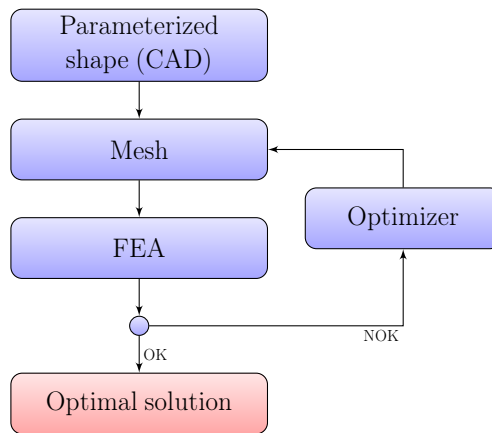 Parameterized
shape (CAD)
Mesh
Optimizer
FEA
NOK
OK
Optimal solution